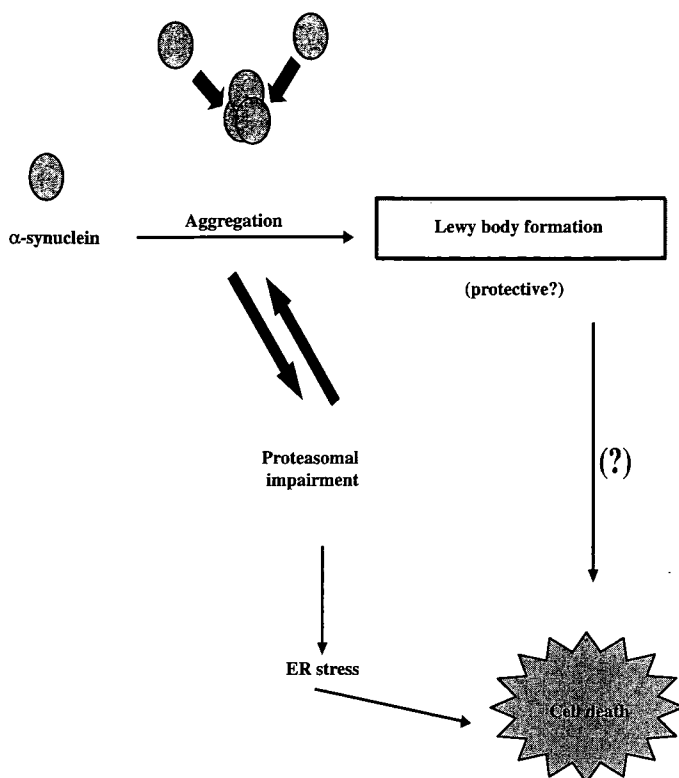 Aggregation
α-synuclein
Lewy body formation
(protective?)
Proteasomal
impairment
(?)
ER stress
Cell death